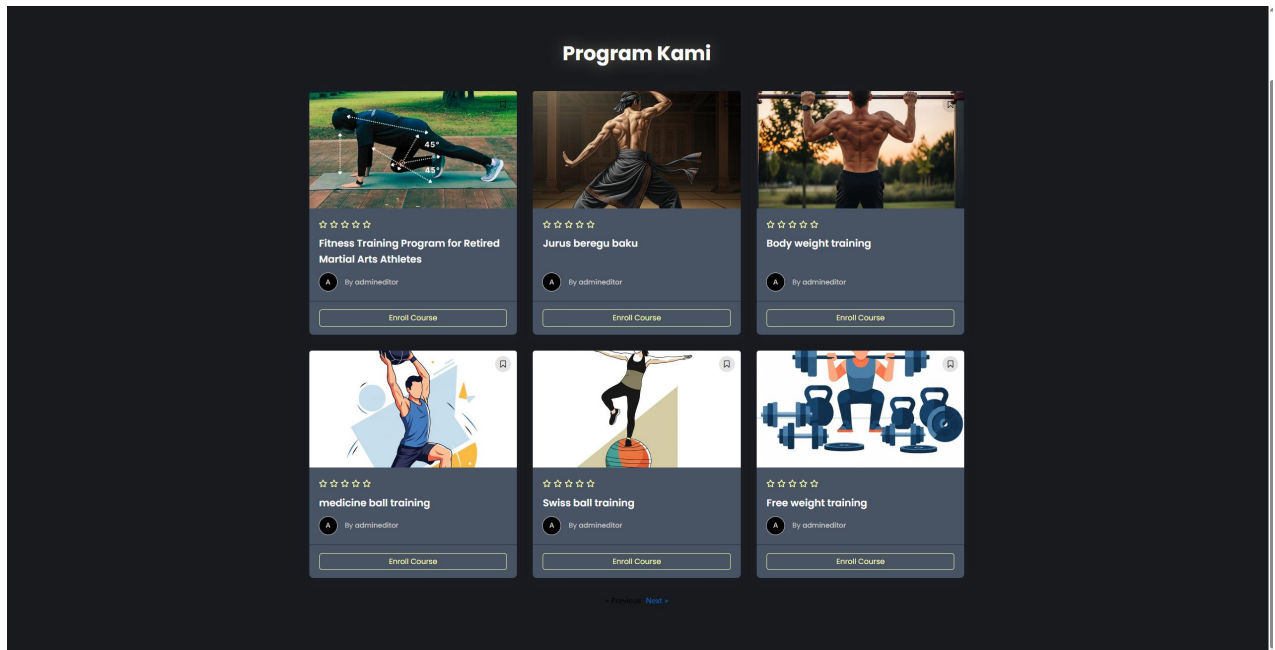 Program Kami
45°
45°
Fitness Training Program for Retired
Martial Arts Athletes
A By admineditor
Enroll Course
Jurus beregu baku
A By admineditor
Enroll Course
Body weight training
A By admineditor
Enroll Course
medicine ball training
A By admineditor
Enroll Course
Swiss ball training
A By admineditor
Enroll Course
Free weight training
A By admineditor
Enroll Course
« Previous Next »